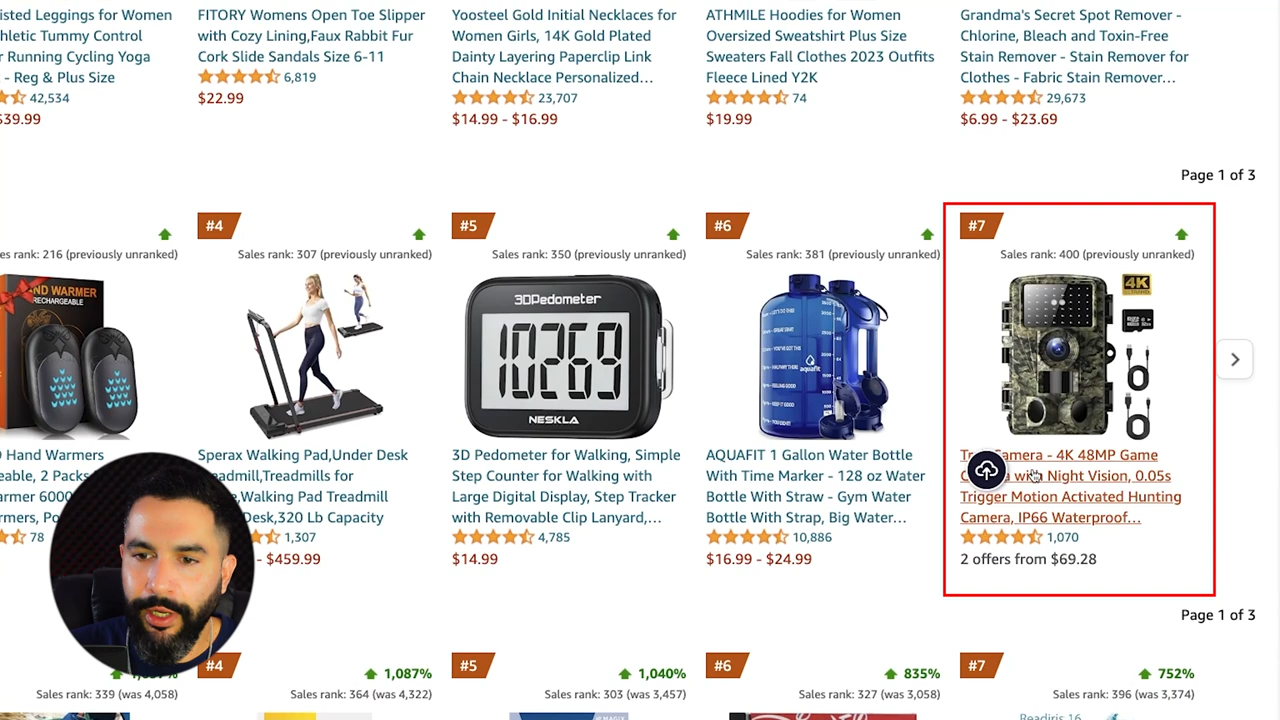 isted Leggings for Women
hletic Tummy Control
r Running Cycling Yoga
- Reg & Plus Size
42,534
$39.99
FITORY Womens Open Toe Slipper
with Cozy Lining,Faux Rabbit Fur
Cork Slide Sandals Size 6-11
6,819
$22.99
Yoosteel Gold Initial Necklaces for
Women Girls, 14K Gold Plated
Dainty Layering Paperclip Link
Chain Necklace Personalized…
23,707
$14.99 - $16.99
ATHMILE Hoodies for Women
Oversized Sweatshirt Plus Size
Sweaters Fall Clothes 2023 Outfits
Fleece Lined Y2K
74
$19.99
Grandma's Secret Spot Remover -
Chlorine, Bleach and Toxin-Free
Stain Remover - Stain Remover for
Clothes - Fabric Stain Remover…
29,673
$6.99 - $23.69
Page 1 of 3
es rank: 216 (previously unranked)
ND WARMER
RECHARGEABLE
Hand Warmers
eable, 2 Packs
armer 6000
rmers, Po
78
#4
Sales rank: 307 (previously unranked)
Sperax Walking Pad,Under Desk
eadmill,Treadmills for
e,Walking Pad Treadmill
Desk,320 Lb Capacity
1,307
- $459.99
#5
Sales rank: 350 (previously unranked)
3DPedometer
10269
NESKLA
3D Pedometer for Walking, Simple
Step Counter for Walking with
Large Digital Display, Step Tracker
with Removable Clip Lanyard,…
4,785
$14.99
#6
Sales rank: 381 (previously unranked)
aquafit
AQUAFIT 1 Gallon Water Bottle
With Time Marker - 128 oz Water
Bottle With Straw - Gym Water
Bottle With Strap, Big Water…
10,886
$16.99 - $24.99
#7
Sales rank: 400 (previously unranked)
4K
Camera - 4K 48MP Game
with Night Vision, 0.05s
Trigger Motion Activated Hunting
Camera, IP66 Waterproof…
1,070
2 offers from $69.28
Page 1 of 3
Sales rank: 339 (was 4,058)
#4
1,087%
Sales rank: 364 (was 4,322)
#5
1,040%
Sales rank: 303 (was 3,457)
#6
835%
Sales rank: 327 (was 3,058)
#7
752%
Sales rank: 396 (was 3,374)
Readiris 16